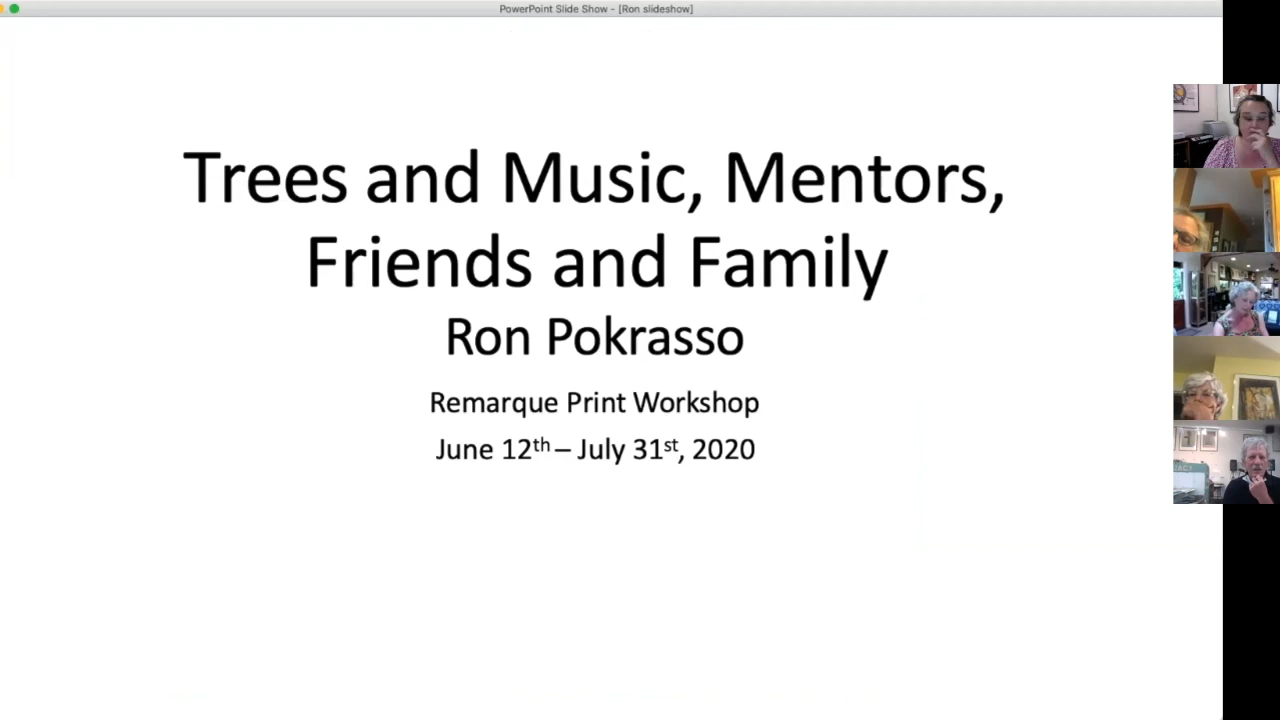 PowerPoint Slide Show - [Ron slideshow]
Trees and Music, Mentors,
Friends and Family
Ron Pokrasso
Remarque Print Workshop
June 12th – July 31st, 2020